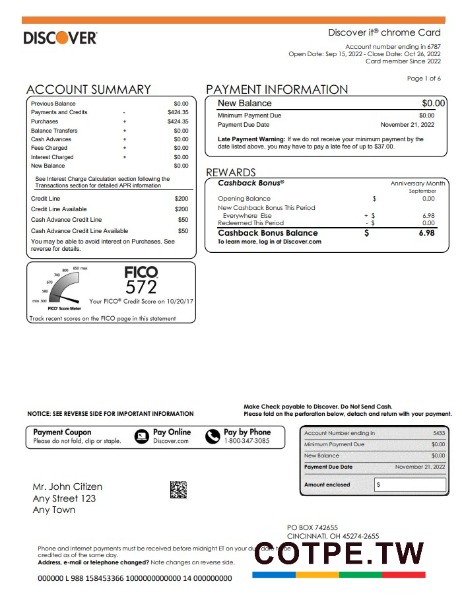 DISCOVER
Discover it® chrome Card
Account number ending in 6787
Open Date: Sep 15, 2022 - Close Date: Oct 26, 2022
Card member Since 2022
Page 1 of 6
ACCOUNT SUMMARY
Previous Balance $0.00
Payments and Credits - $424.35
Purchases + $424.35
Balance Transfers + $0.00
Cash Advances + $0.00
Fees Charged + $0.00
Interest Charged + $0.00
New Balance $0.00
See Interest Charge Calculation section following the
Transactions section for detailed APR information
Credit Line $200
Credit Line Available $200
Cash Advance Credit Line $50
Cash Advance Credit Line Available $50
You may be able to avoid interest on Purchases. See
reverse for details.
PAYMENT INFORMATION
New Balance $0.00
Minimum Payment Due $0.00
Payment Due Date November 21, 2022
Late Payment Warning: If we do not receive your minimum payment by the
date listed above, you may have to pay a late fee of up to $37.00.
REWARDS
Cashback Bonus® Anniversary Month
September
Opening Balance $ 0.00
New Cashback Bonus This Period
Everywhere Else + $ 6.98
Redeemed This Period - $ 0.00
Cashback Bonus Balance $ 6.98
To learn more, log in at Discover.com
FICO
572
Your FICO® Credit Score on 10/20/17
FICO® Score Meter
Track recent scores on the FICO page in this statement
NOTICE: SEE REVERSE SIDE FOR IMPORTANT INFORMATION
Make Check payable to Discover. Do Not Send Cash.
Please fold on the perforation below, detach and return with your payment.
Payment Coupon
Please do not fold, clip or staple.
Pay Online
Discover.com
Pay by Phone
1-800-347-3085
Account Number ending in 5433
Minimum Payment Due $0.00
New Balance $0.00
Payment Due Date November 21, 2022
Amount enclosed $
Mr. John Citizen
Any Street 123
Any Town
PO BOX 742655
CINCINNATI, OH 45274-2655
Phone and Internet payments must be received before midnight ET on your due date to be
credited as of the same day.
Address, e-mail or telephone changed? Note changes on reverse side.
000000 L 988 158453366 1000000000000 14 000000000
COTPE.TW